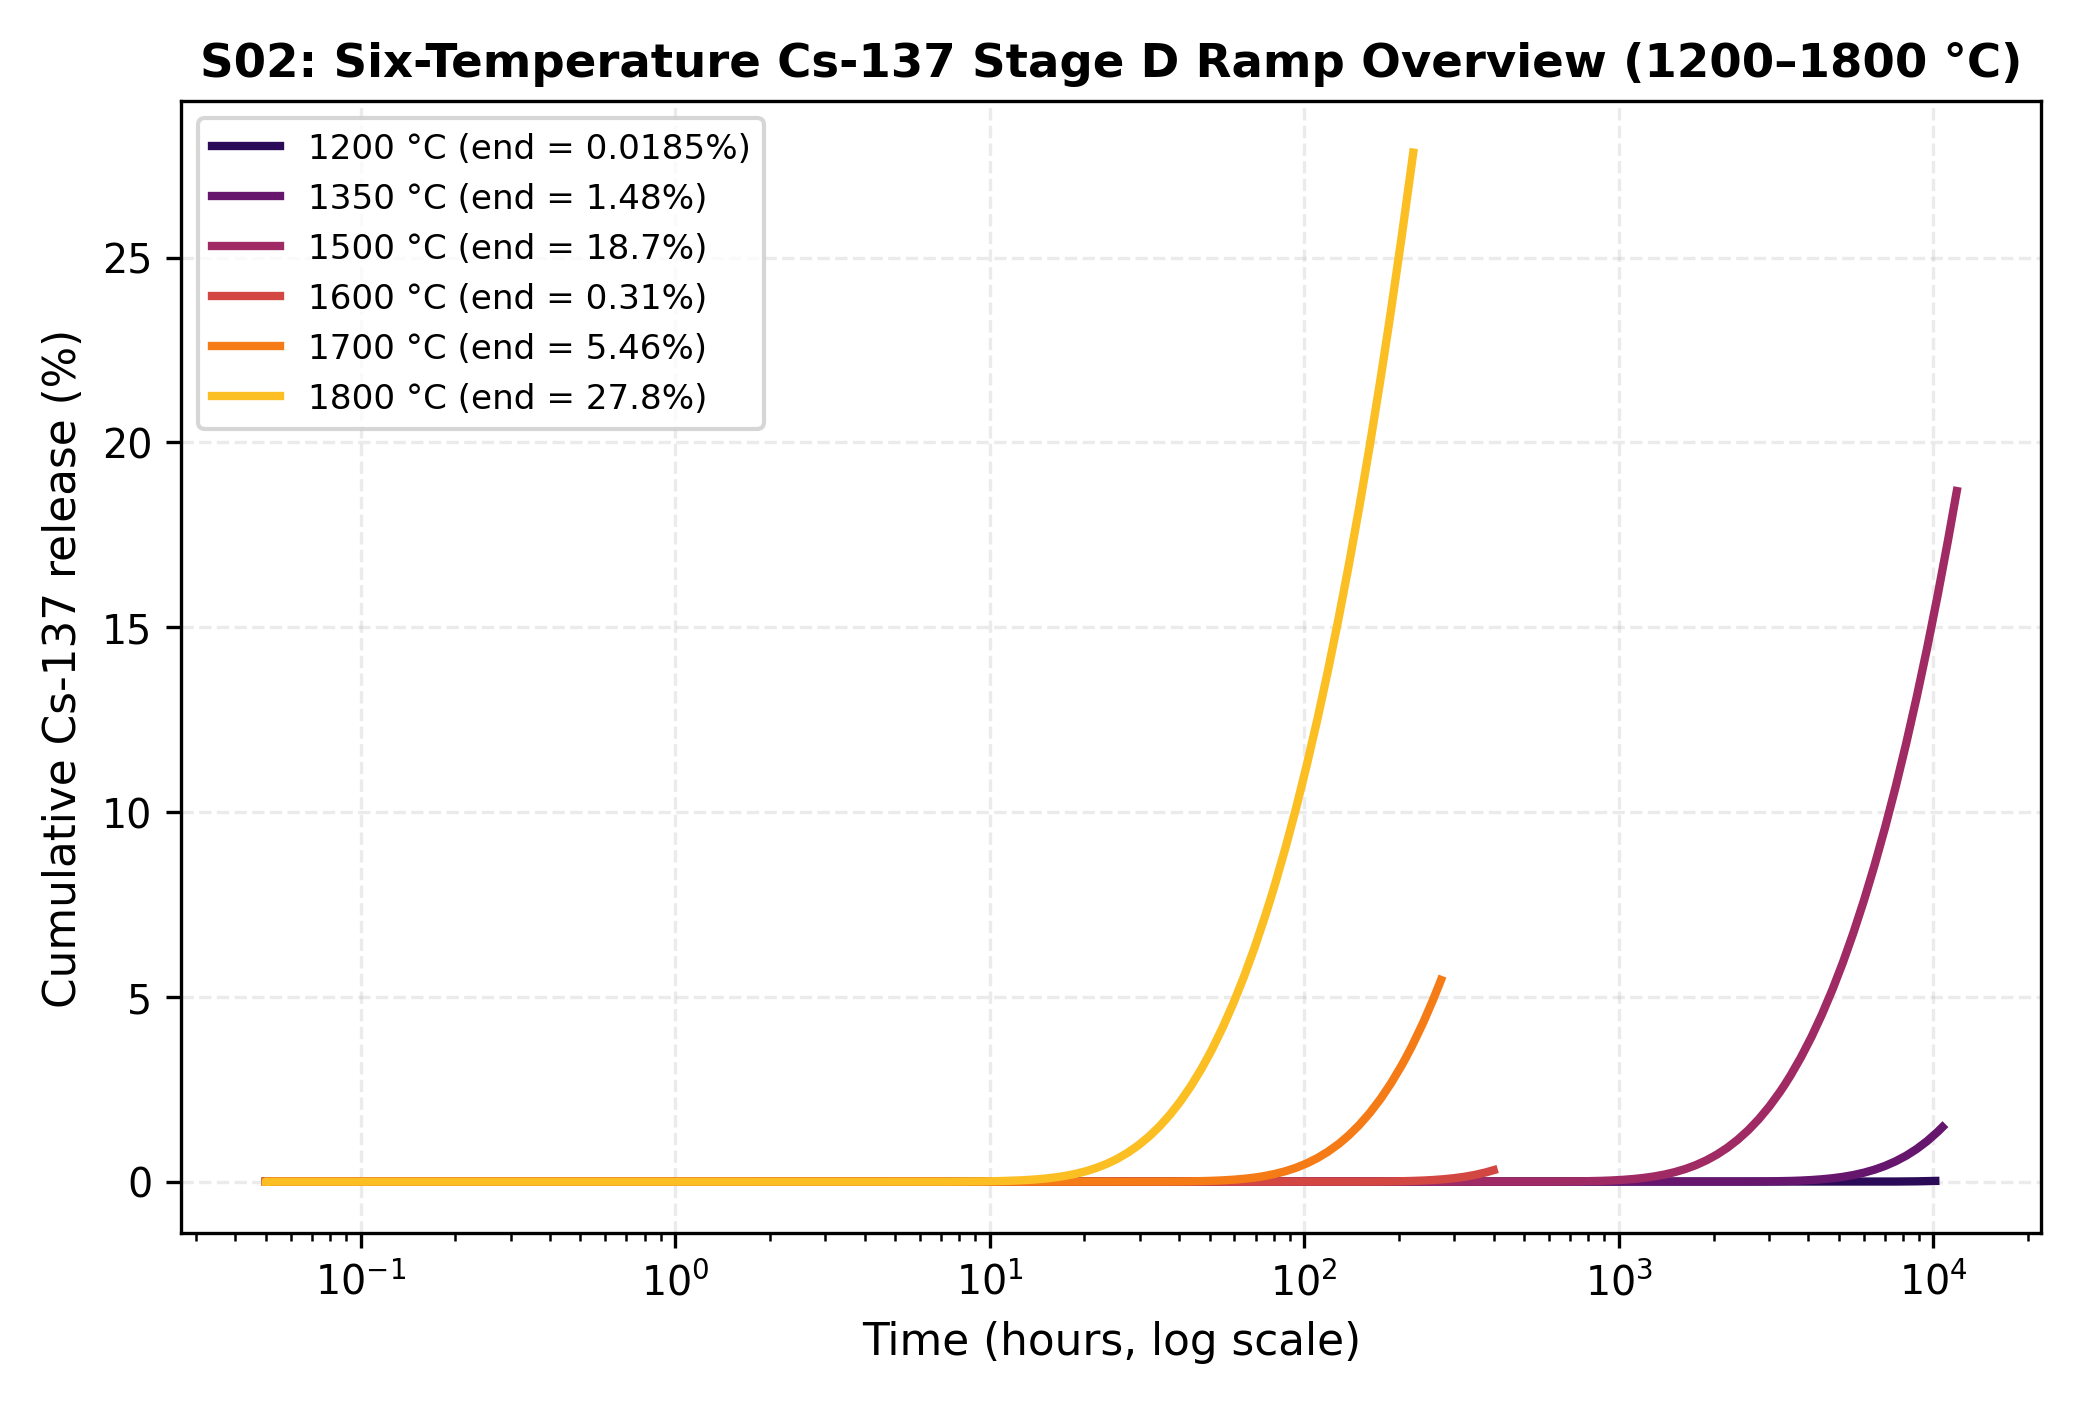 S02: Six-Temperature Cs-137 Stage D Ramp Overview (1200–1800 °C)
1200 °C (end = 0.0185%)
1350 °C (end = 1.48%)
1500 °C (end = 18.7%)
1600 °C (end = 0.31%)
1700 °C (end = 5.46%)
1800 °C (end = 27.8%)
Cumulative Cs-137 release (%)
25
20
15
10
5
0
10⁻¹ 10⁰ 10¹ 10² 10³ 10⁴
Time (hours, log scale)